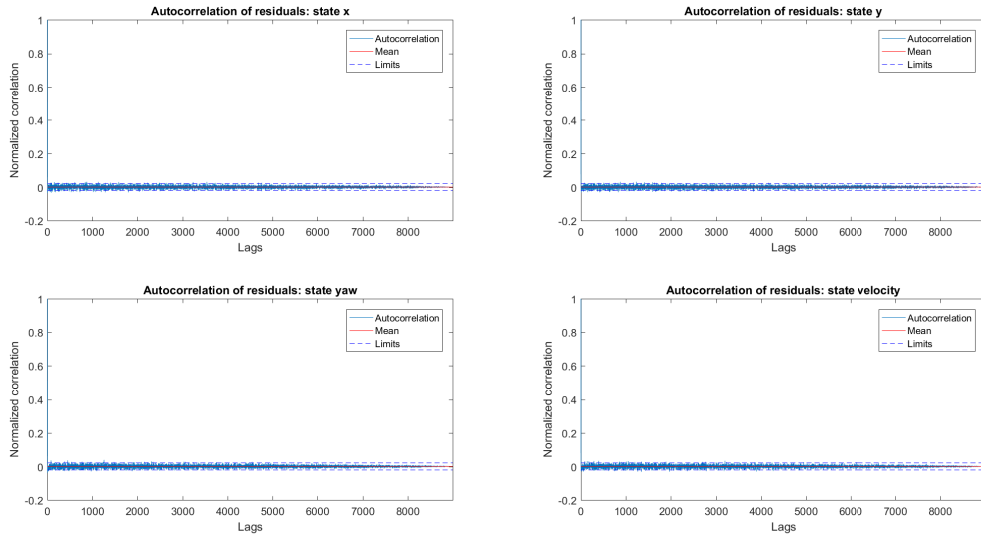 Autocorrelation of residuals: state x
1
0.8
0.6
0.4
0.2
0
-0.2
Normalized correlation
Autocorrelation
Mean
Limits
0 1000 2000 3000 4000 5000 6000 7000 8000
Lags
Autocorrelation of residuals: state y
1
0.8
0.6
0.4
0.2
0
-0.2
Normalized correlation
Autocorrelation
Mean
Limits
0 1000 2000 3000 4000 5000 6000 7000 8000
Lags
Autocorrelation of residuals: state yaw
1
0.8
0.6
0.4
0.2
0
-0.2
Normalized correlation
Autocorrelation
Mean
Limits
0 1000 2000 3000 4000 5000 6000 7000 8000
Lags
Autocorrelation of residuals: state velocity
1
0.8
0.6
0.4
0.2
0
-0.2
Normalized correlation
Autocorrelation
Mean
Limits
0 1000 2000 3000 4000 5000 6000 7000 8000
Lags